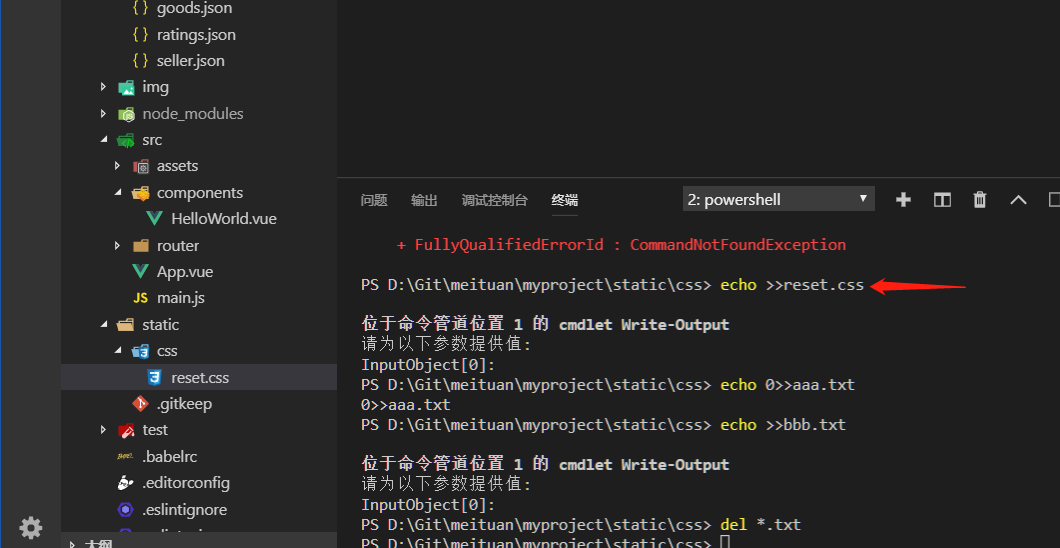 goods.json
ratings.json
seller.json
img
node_modules
src
assets
components
HelloWorld.vue
router
App.vue
JS main.js
static
css
reset.css
.gitkeep
test
.babelrc
.editorconfig
.eslintignore
大纲
问题 输出 调试控制台 终端 2: powershell
+ FullyQualifiedErrorId : CommandNotFoundException
PS D:\Git\meituan\myproject\static\css> echo >>reset.css
位于命令管道位置 1 的 cmdlet Write-Output
请为以下参数提供值:
InputObject[0]:
PS D:\Git\meituan\myproject\static\css> echo 0>>aaa.txt
0>>aaa.txt
PS D:\Git\meituan\myproject\static\css> echo >>bbb.txt
位于命令管道位置 1 的 cmdlet Write-Output
请为以下参数提供值:
InputObject[0]:
PS D:\Git\meituan\myproject\static\css> del *.txt
PS D:\Git\meituan\myproject\static\css>